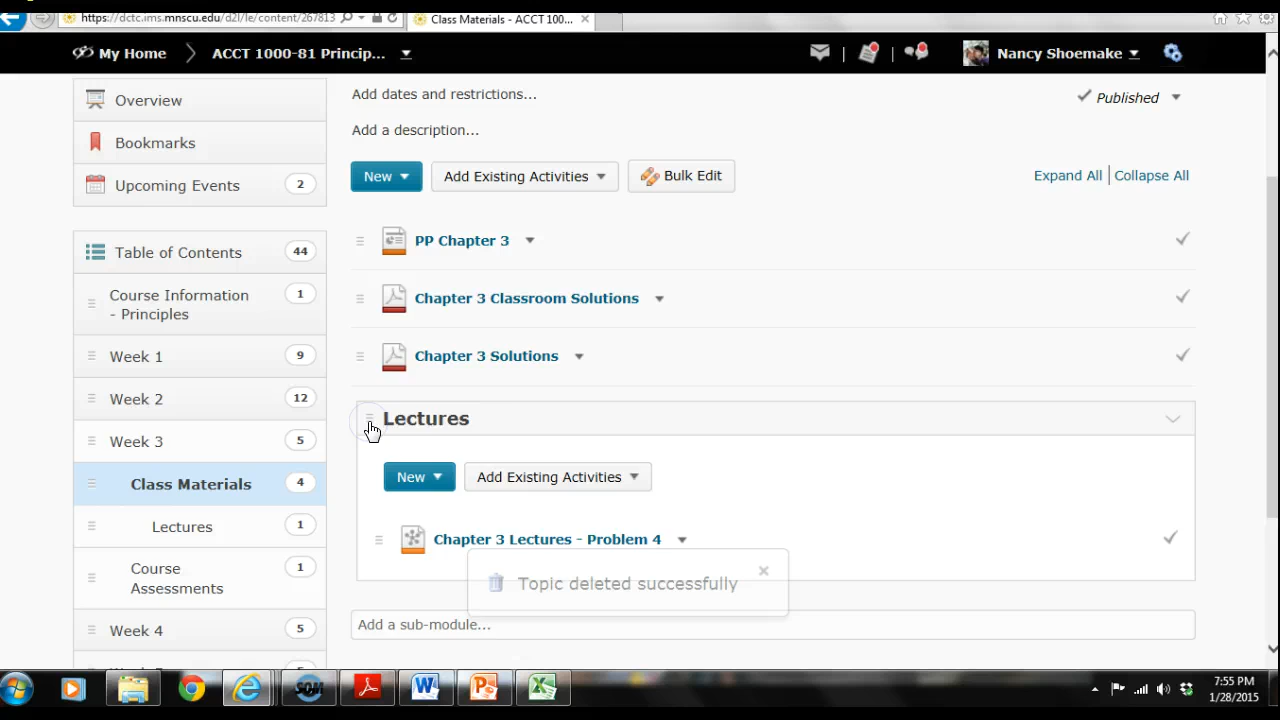 https://dctc.ims.mnscu.edu/d2l/le/content/267813
Class Materials - ACCT 100...
My Home
ACCT 1000-81 Princip...
Nancy Shoemake
Overview
Bookmarks
Upcoming Events 2
Table of Contents 44
Course Information - Principles 1
Week 1 9
Week 2 12
Week 3 5
Class Materials 4
Lectures 1
Course Assessments 1
Week 4 5
Add dates and restrictions...
Published
Add a description...
New
Add Existing Activities
Bulk Edit
Expand All
Collapse All
PP Chapter 3
Chapter 3 Classroom Solutions
Chapter 3 Solutions
Lectures
New
Add Existing Activities
Chapter 3 Lectures - Problem 4
Topic deleted successfully
Add a sub-module...
7:55 PM
1/28/2015